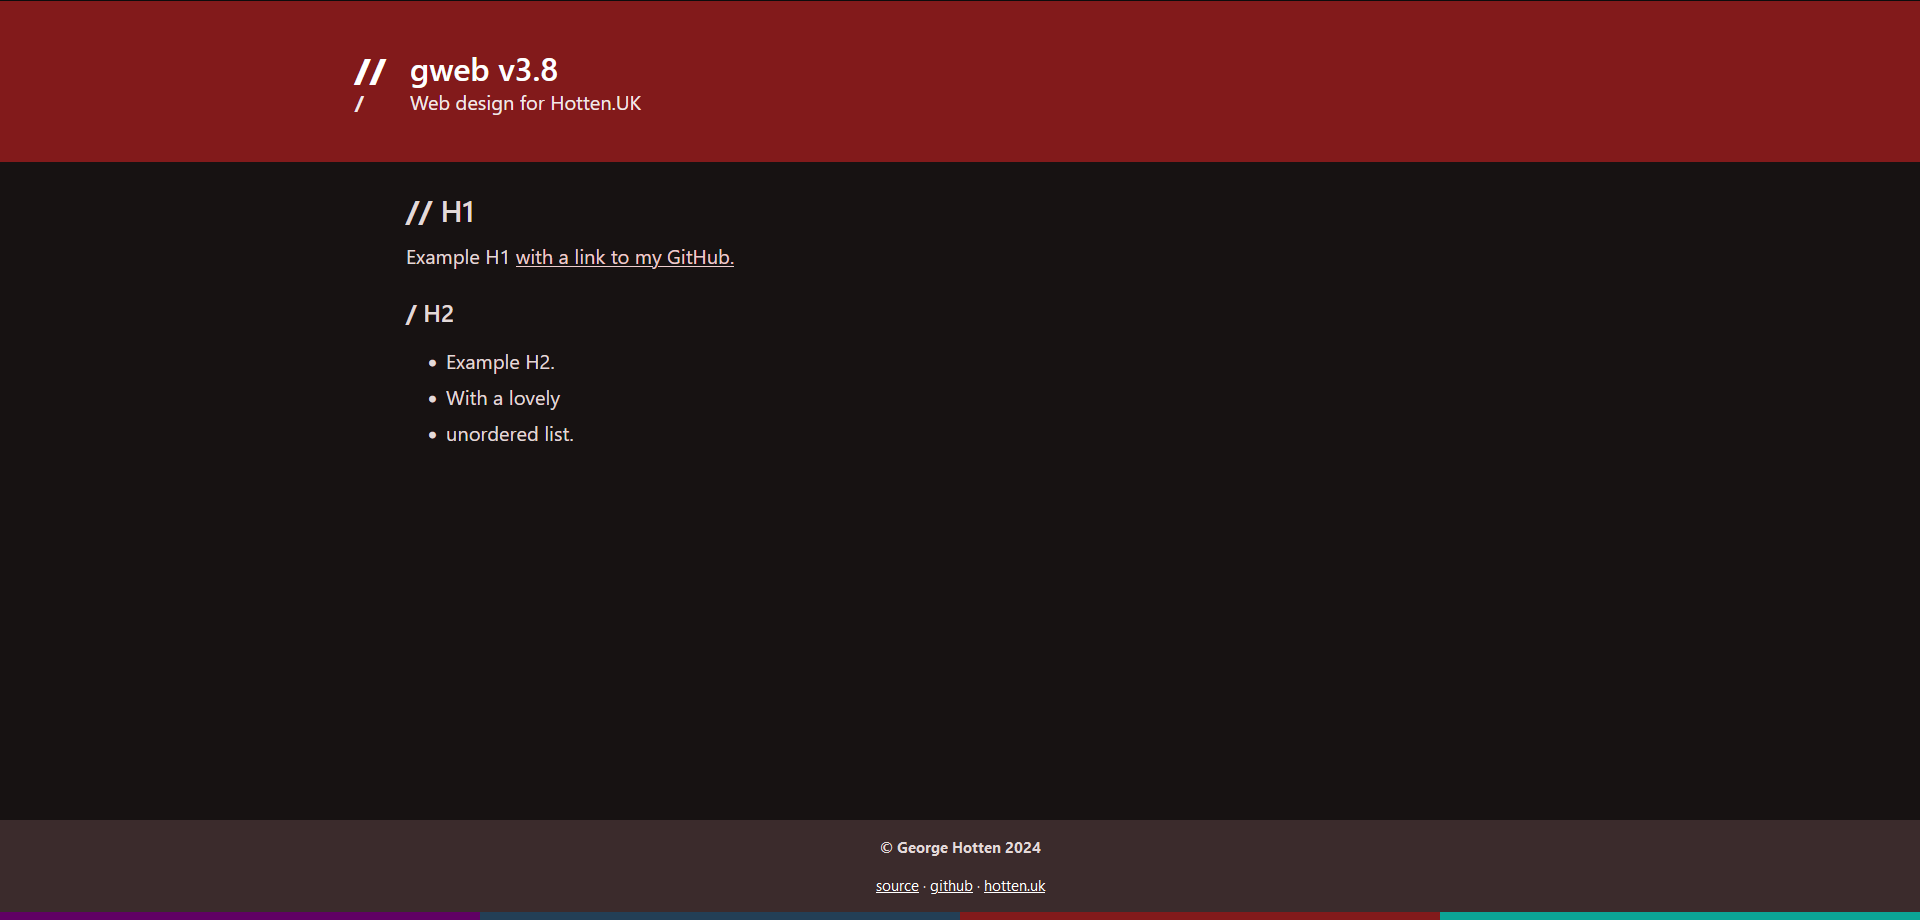 // gweb v3.8
/ Web design for Hotten.UK
// H1
Example H1 with a link to my GitHub.
/ H2
• Example H2.
• With a lovely
• unordered list.
© George Hotten 2024
source · github · hotten.uk